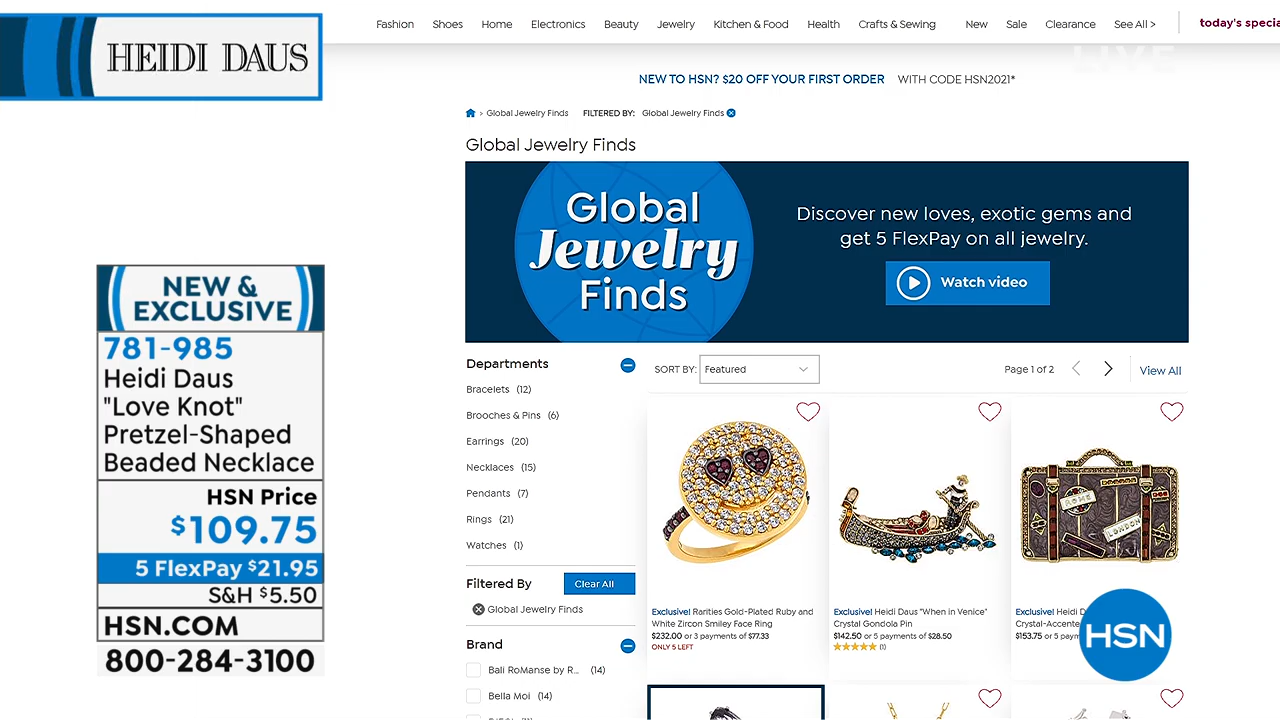 HEIDI DAUS
Fashion Shoes Home Electronics Beauty Jewelry Kitchen & Food Health Crafts & Sewing New Sale Clearance See All > today's specia
LIVE
NEW TO HSN? $20 OFF YOUR FIRST ORDER WITH CODE HSN2021*
> Global Jewelry Finds FILTERED BY: Global Jewelry Finds
Global Jewelry Finds
Global
Jewelry
Finds
Discover new loves, exotic gems and
get 5 FlexPay on all jewelry.
Watch video
NEW &
EXCLUSIVE
781-985
Heidi Daus
"Love Knot"
Pretzel-Shaped
Beaded Necklace
HSN Price
$109.75
5 FlexPay $21.95
S&H $5.50
HSN.COM
800-284-3100
Departments
Bracelets (12)
Brooches & Pins (6)
Earrings (20)
Necklaces (15)
Pendants (7)
Rings (21)
Watches (1)
Filtered By Clear All
Global Jewelry Finds
Brand
Bali RoManse by R... (14)
Bella Moi (14)
SORT BY: Featured
Page 1 of 2
View All
ROME
LONDON
Exclusive! Rarities Gold-Plated Ruby and
White Zircon Smiley Face Ring
$232.00 or 3 payments of $77.33
ONLY 5 LEFT
Exclusive! Heidi Daus "When in Venice"
Crystal Gondola Pin
$142.50 or 5 payments of $28.50
(1)
Exclusive! Heidi D
Crystal-Accente
$153.75 or 5 paym
HSN